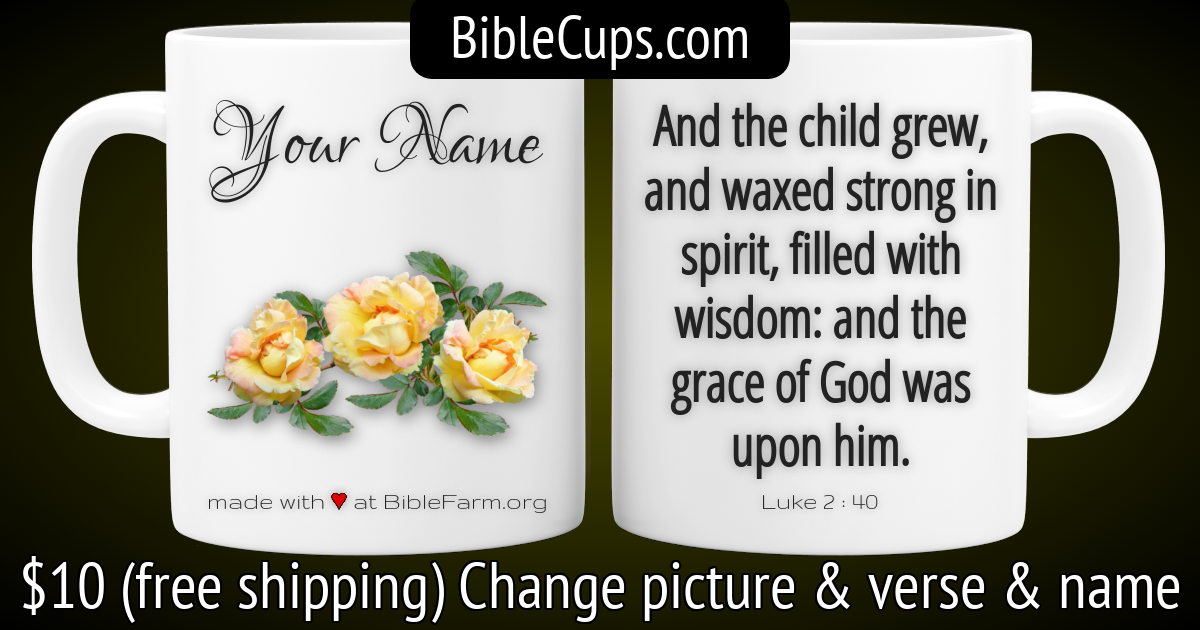 BibleCups.com
Your Name
made with ♥ at BibleFarm.org
And the child grew,
and waxed strong in
spirit, filled with
wisdom: and the
grace of God was
upon him.
Luke 2 : 40
$10 (free shipping) Change picture & verse & name